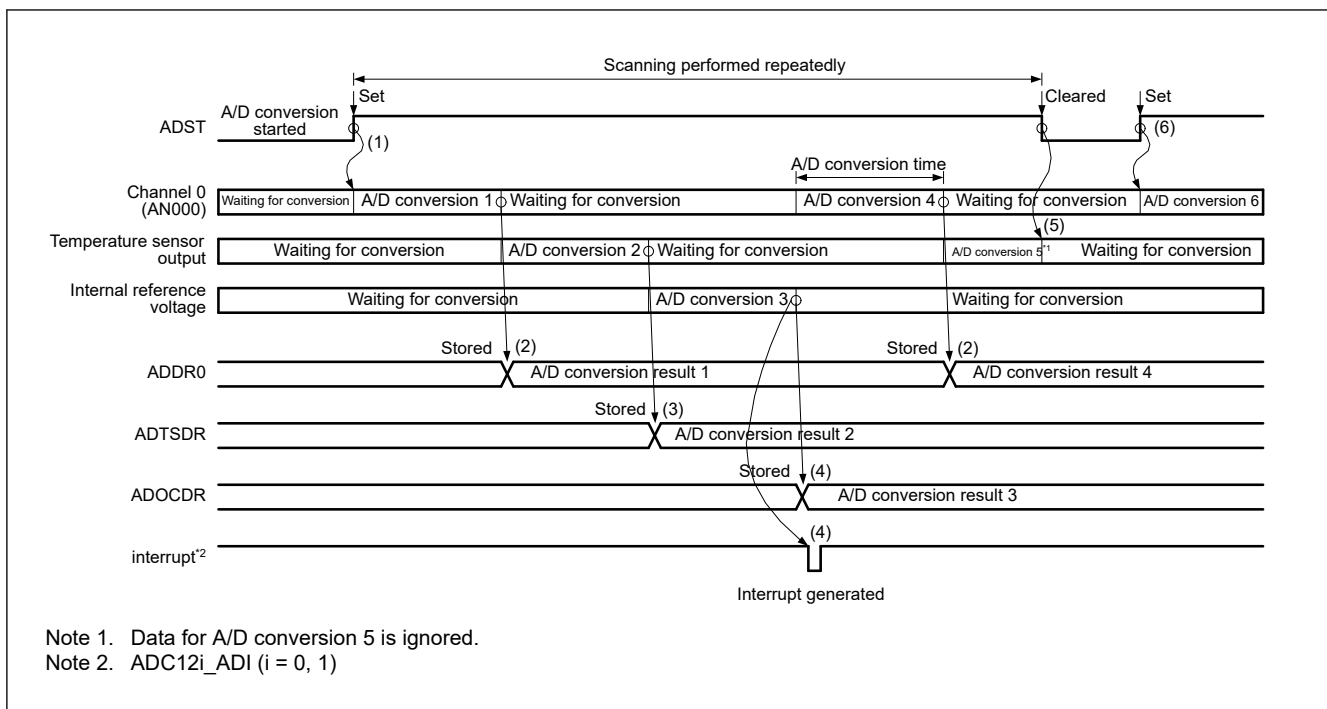 Scanning performed repeatedly
Set
Cleared
Set
A/D conversion
started
ADST
(1)
(6)
A/D conversion time
Channel 0
(AN000)
Waiting for conversion
A/D conversion 1
Waiting for conversion
A/D conversion 4
Waiting for conversion
A/D conversion 6
(5)
Temperature sensor
output
Waiting for conversion
A/D conversion 2
Waiting for conversion
A/D conversion 5*1
Waiting for conversion
Internal reference
voltage
Waiting for conversion
A/D conversion 3
Waiting for conversion
Stored
(2)
Stored
(2)
ADDR0
A/D conversion result 1
A/D conversion result 4
Stored
(3)
ADTSDR
A/D conversion result 2
Stored
(4)
ADOCDR
A/D conversion result 3
(4)
interrupt*2
Interrupt generated
Note 1. Data for A/D conversion 5 is ignored.
Note 2. ADC12i_ADI (i = 0, 1)